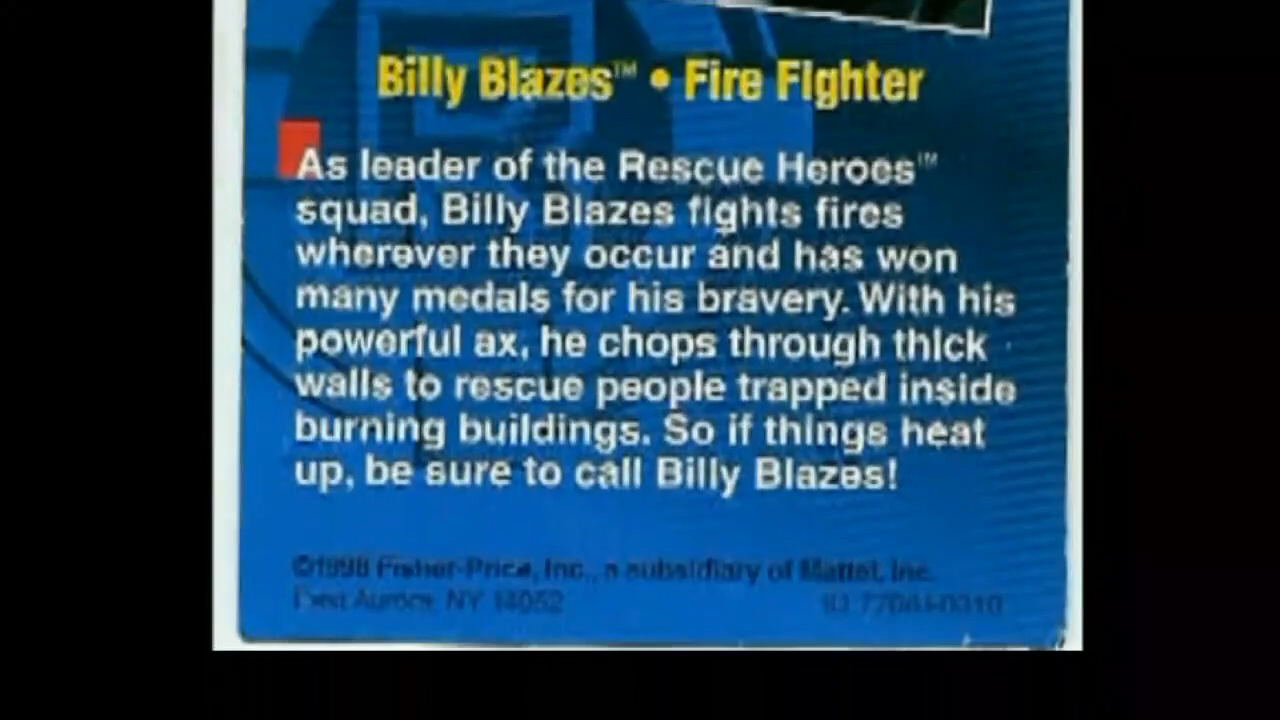 Billy Blazes™ • Fire Fighter
As leader of the Rescue Heroes™
squad, Billy Blazes fights fires
wherever they occur and has won
many medals for his bravery. With his
powerful ax, he chops through thick
walls to rescue people trapped inside
burning buildings. So if things heat
up, be sure to call Billy Blazes!
©1998 Fisher-Price, Inc., a subsidiary of Mattel, Inc.
East Aurora, NY 14052